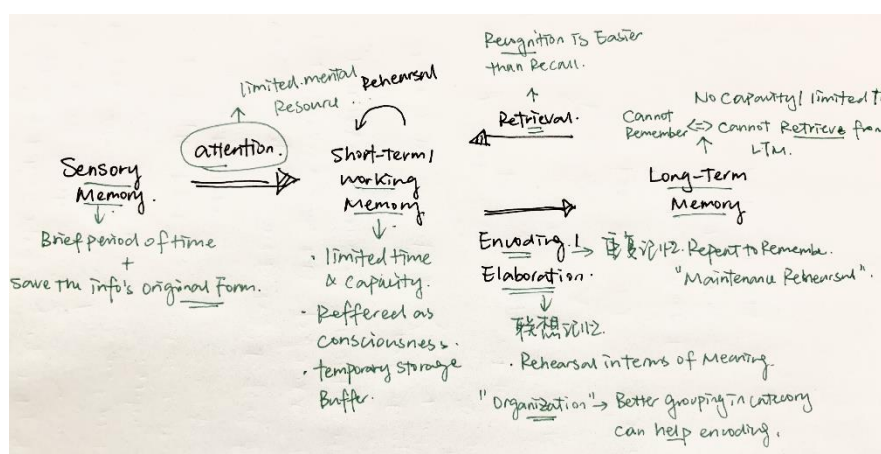 Sensory
Memory.
Brief period of time
+
Save the info's original form.
limited mental
Resource..
attention.
Rehearsal
Short-term/
Working
Memory
· limited time
& capacity.
· Reffered as
consciousness.
· temporary storage
Buffer.
Recognition Is Easier
than Recall.
Retrieval.
Encoding/
Elaboration.
重复记忆. Repeat to Remember.
"Maintenance Rehearsal".
联想记忆.
· Rehearsal in terms of Meaning.
"Organization" → Better grouping in category
can help encoding.
No Capacity/ limited
Cannot
Remember <=> Cannot Retrieve from
LTM.
Long-Term
Memory